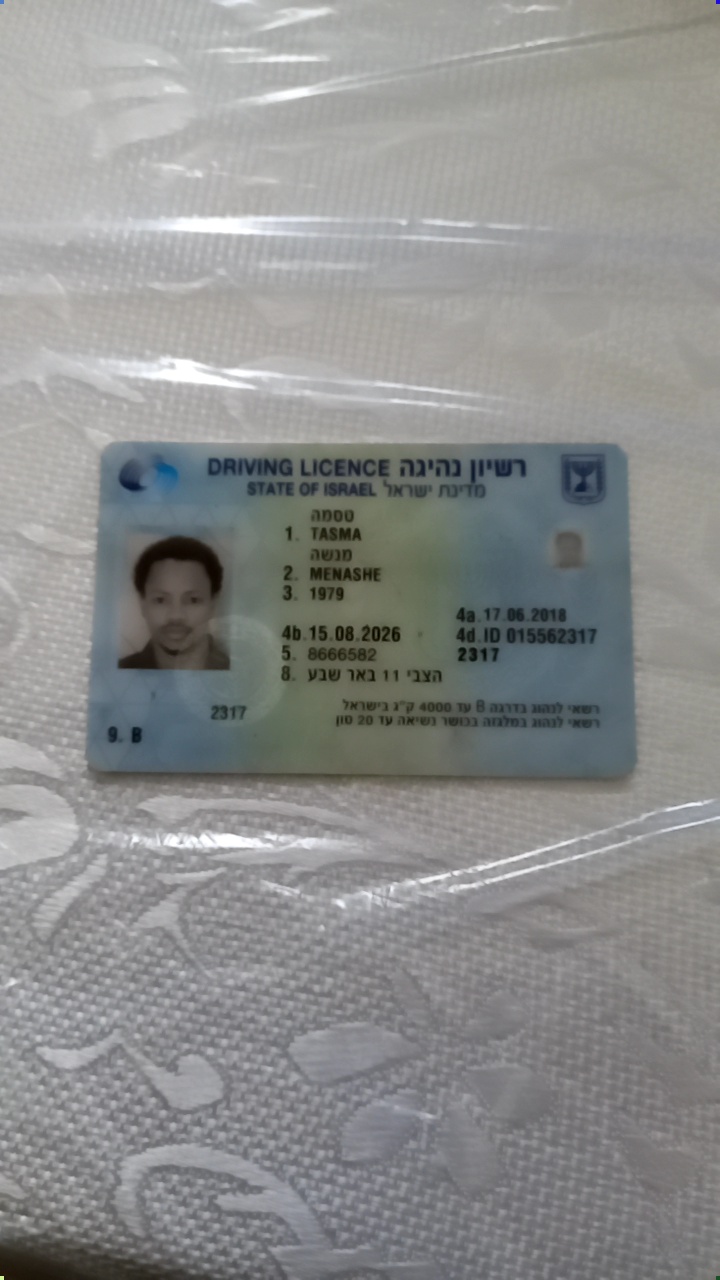 DRIVING LICENCE רשיון נהיגה
STATE OF ISRAEL מדינת ישראל
טסמה
1. TASMA
מנשה
2. MENASHE
3. 1979
4a.17.06.2018
4b.15.08.2026
4d.ID 015562317
5. 8666582
2317
8. הצבי 11 באר שבע
2317
רשאי לנהוג בדרגה B עד 4000 ק"ג בישראל
רשאי לנהוג במלגזה בכושר נשיאה עד 20 טון
9. B